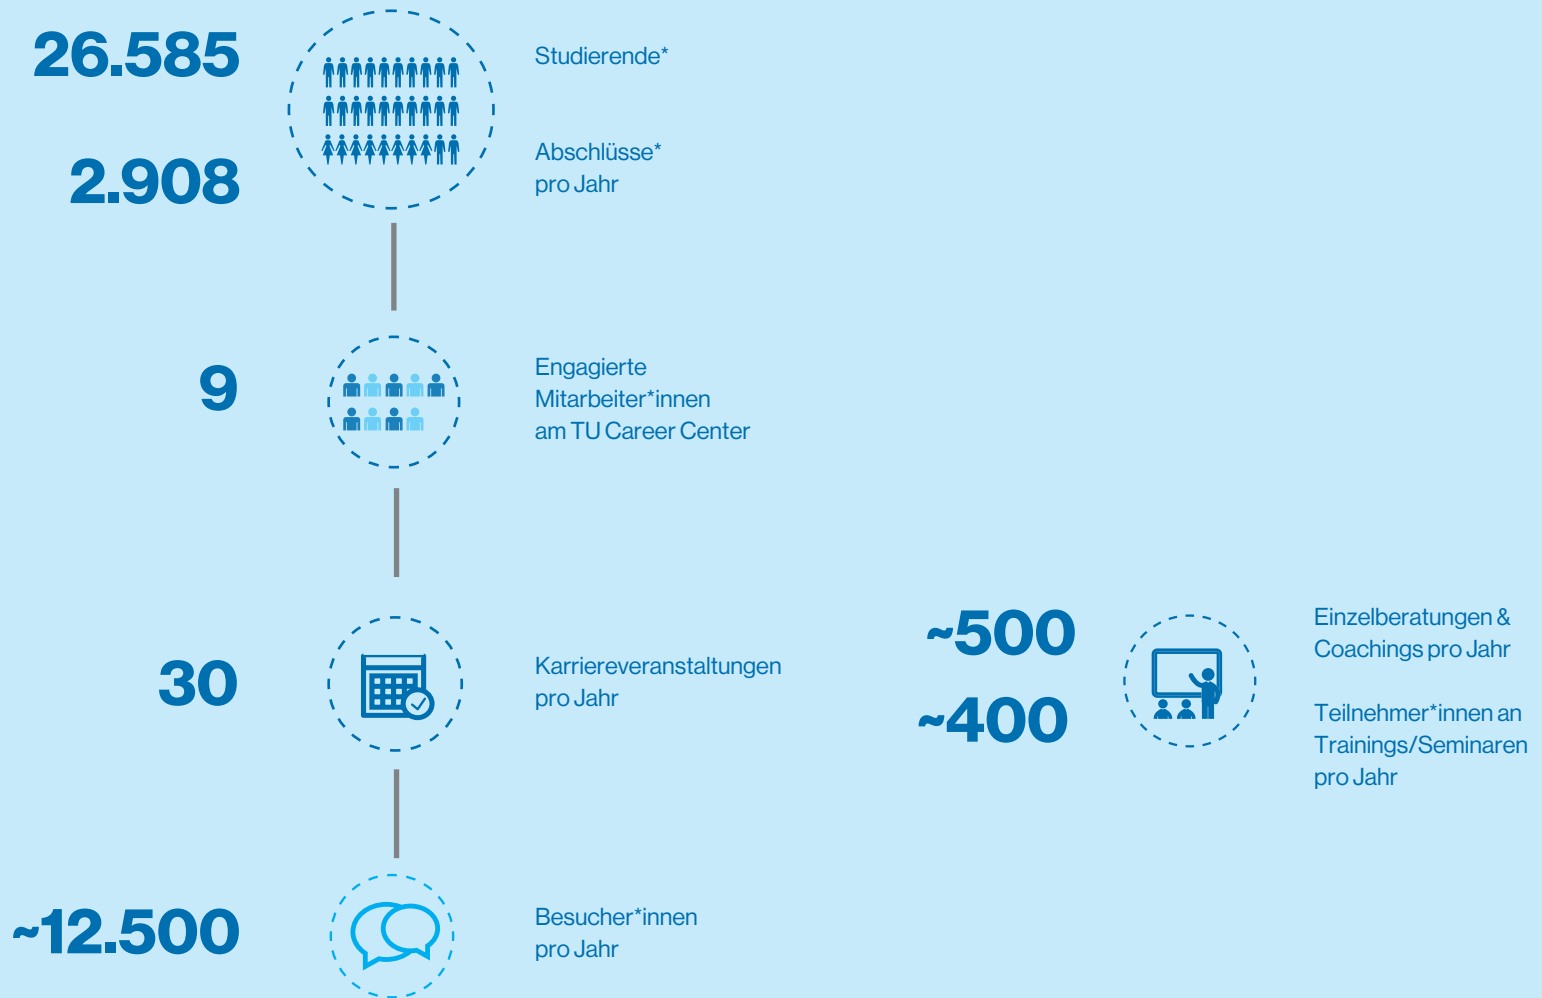 26.585
Studierende*
2.908
Abschlüsse*
pro Jahr
9
Engagierte
Mitarbeiter*innen
am TU Career Center
30
Karriereveranstaltungen
pro Jahr
~12.500
Besucher*innen
pro Jahr
~500
Einzelberatungen &
Coachings pro Jahr
~400
Teilnehmer*innen an
Trainings/Seminaren
pro Jahr